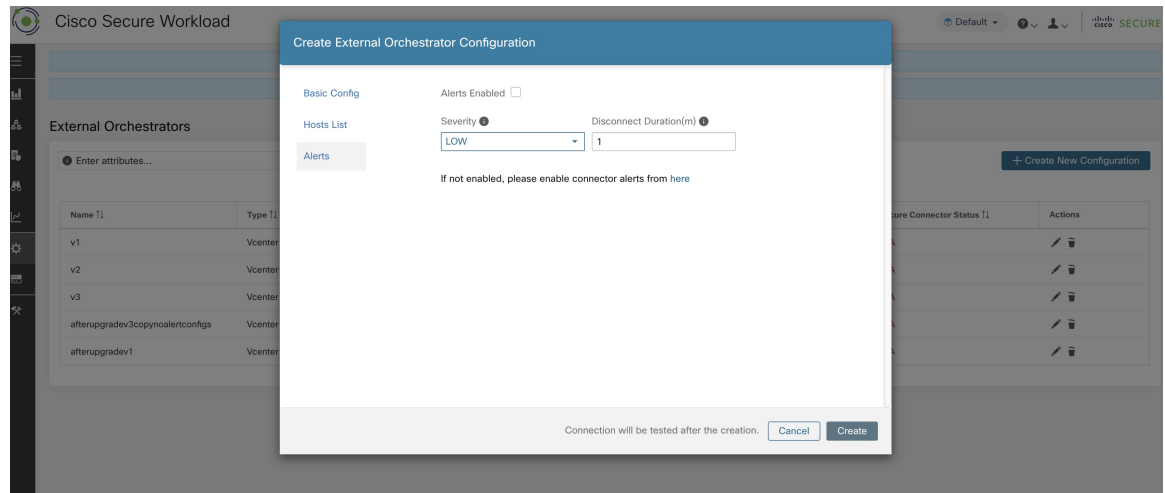 Cisco Secure Workload
Default
CISCO SECURE
Create External Orchestrator Configuration
Basic Config
Hosts List
Alerts
Alerts Enabled
Severity
Disconnect Duration(m)
LOW
1
If not enabled, please enable connector alerts from here
External Orchestrators
Enter attributes...
+ Create New Configuration
Name Type Connector Status Actions
v1 Vcenter
v2 Vcenter
v3 Vcenter
afterupgradev3copynoalertconfigs Vcenter
afterupgradev1 Vcenter
Connection will be tested after the creation. Cancel Create